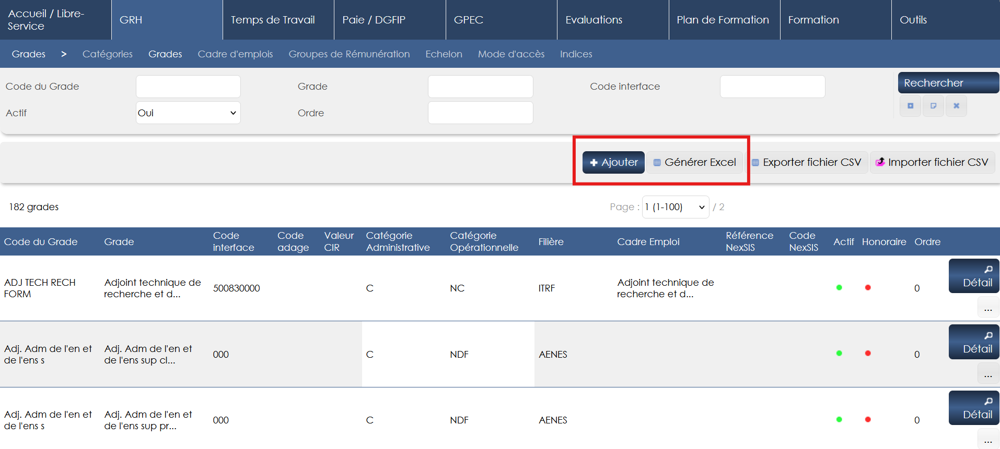 Accueil / Libre-
Service
GRH
Temps de Travail
Paie / DGFIP
GPEC
Evaluations
Plan de Formation
Formation
Outils
Grades > Catégories Grades Cadre d'emplois Groupes de Rémunération Echelon Mode d'accès Indices
Code du Grade
Grade
Code interface
Rechercher
Actif
Oui
Ordre
Ajouter
Générer Excel
Exporter fichier CSV
Importer fichier CSV
182 grades
Page : 1 (1-100) / 2
Code du Grade
Grade
Code
interface
Code
adage
Valeur
CIR
Catégorie
Administrative
Catégorie
Opérationnelle
Filière
Cadre Emploi
Référence
NexSIS
Code
NexSIS
Actif
Honoraire
Ordre
ADJ TECH RECH
FORM
Adjoint technique de
recherche et d...
500830000
C
NC
ITRF
Adjoint technique de
recherche et d...
0
Détail
...
Adj. Adm de l'en et
de l'ens s
Adj. Adm de l'en et
de l'ens sup cl...
000
C
NDF
AENES
0
Détail
...
Adj. Adm de l'en et
de l'ens s
Adj. Adm de l'en et
de l'ens sup pr...
000
C
NDF
AENES
0
Détail
...